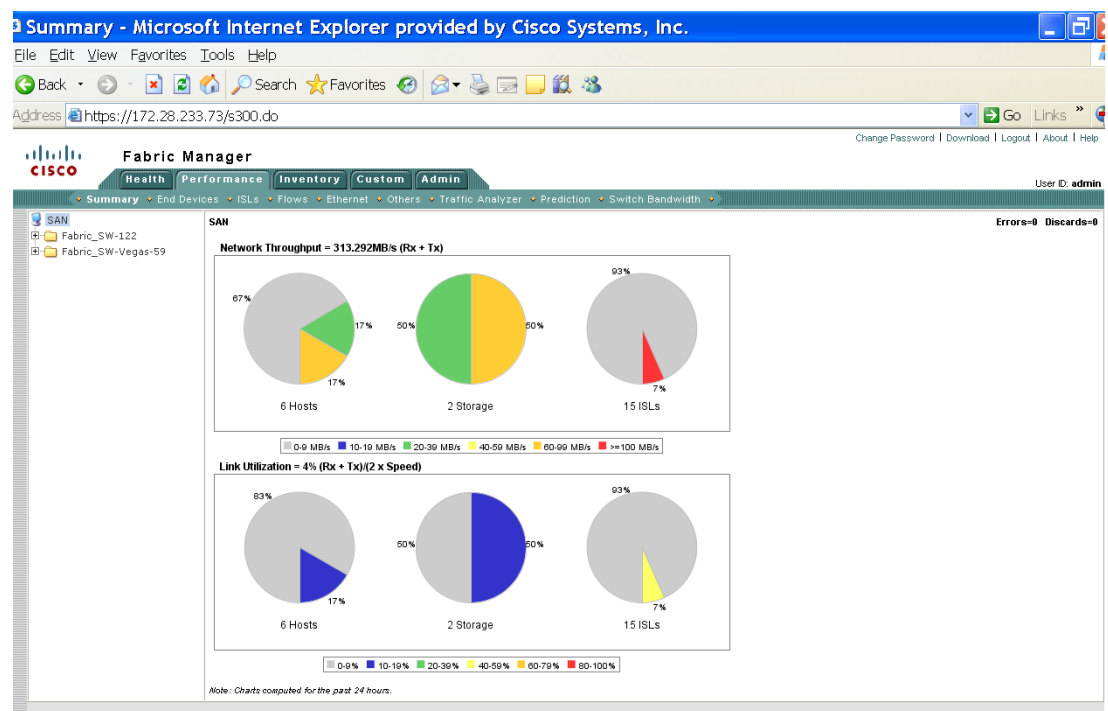 Summary - Microsoft Internet Explorer provided by Cisco Systems, Inc.
File Edit View Favorites Tools Help
Back Search Favorites
Address https://172.28.233.73/s300.do Go Links »
Change Password | Download | Logout | About | Help
CISCO Fabric Manager
Health Performance Inventory Custom Admin
User ID: admin
Summary End Devices ISLs Flows Ethernet Others Traffic Analyzer Prediction Switch Bandwidth
SAN
Fabric_SW-122
Fabric_SW-Vegas-59
SAN Errors=0 Discards=0
Network Throughput = 313.292MB/s (Rx + Tx)
93%
67%
17% 50% 50%
17% 7%
6 Hosts 2 Storage 15 ISLs
0-9 MB/s 10-19 MB/s 20-39 MB/s 40-59 MB/s 60-99 MB/s >=100 MB/s
Link Utilization = 4% (Rx + Tx)/(2 x Speed)
83% 93%
50% 50%
17% 7%
6 Hosts 2 Storage 15 ISLs
0-9% 10-19% 20-39% 40-59% 60-79% 80-100%
Note: Charts computed for the past 24 hours.